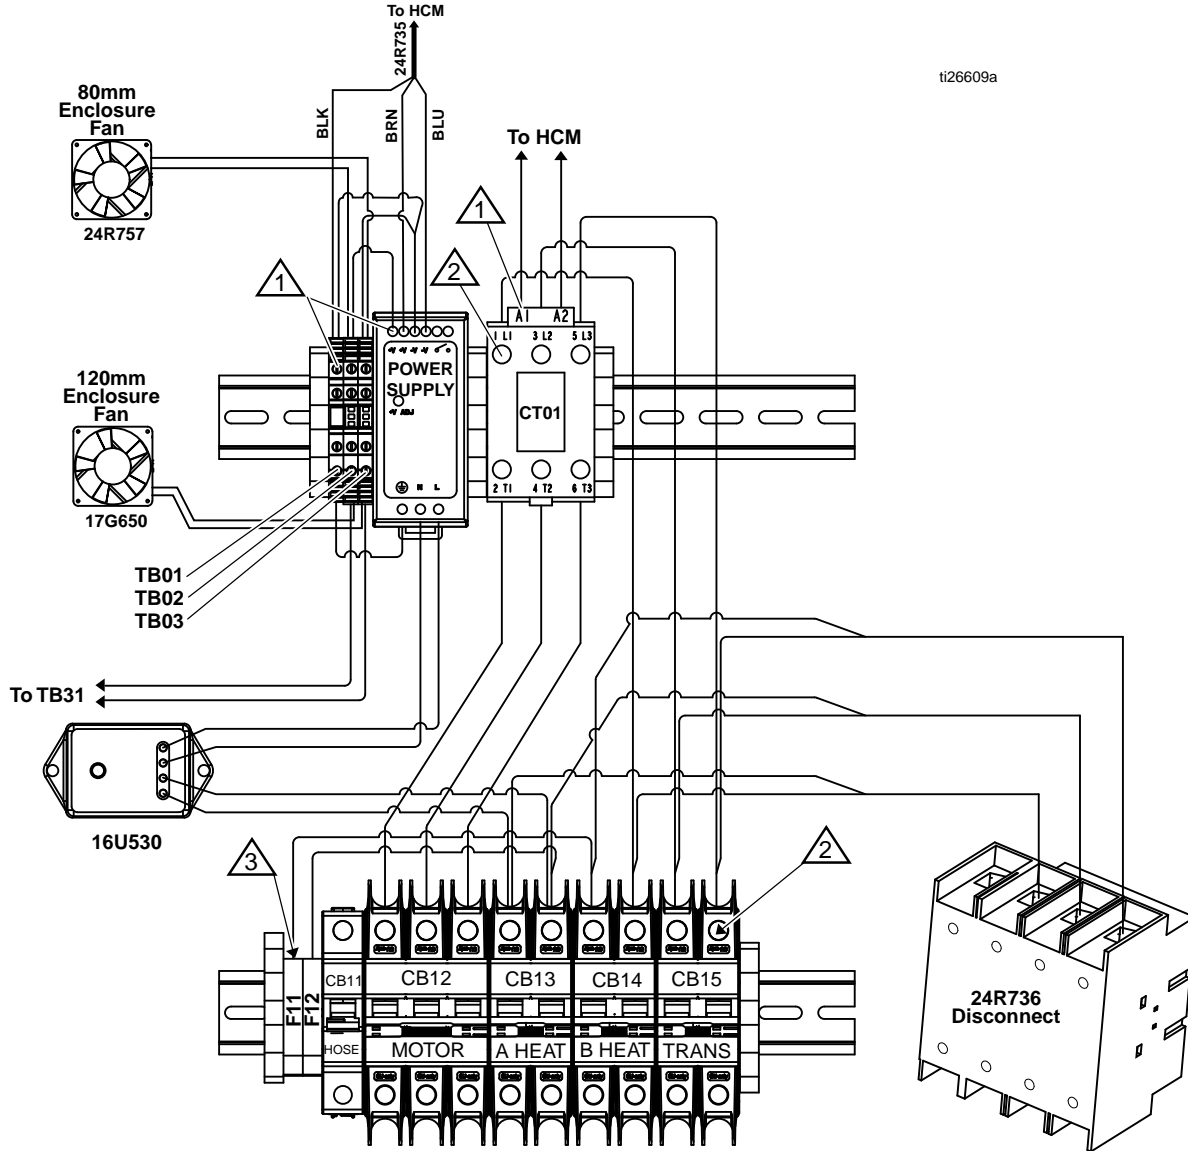 To HCM
24R735
ti26609a
80mm
Enclosure
Fan
24R757
BLK
BRN
BLU
To HCM
1
1
2
A1 A2
1 L1 3 L2 5 L3
+V +V -V -V
POWER
SUPPLY
+V ADJ
CT01
N L
2 T1 4 T2 6 T3
120mm
Enclosure
Fan
17G650
TB01
TB02
TB03
To TB31
16U530
3
2
F11
F12
CB11 CB12 CB13 CB14 CB15
HOSE MOTOR A HEAT B HEAT TRANS
24R736
Disconnect